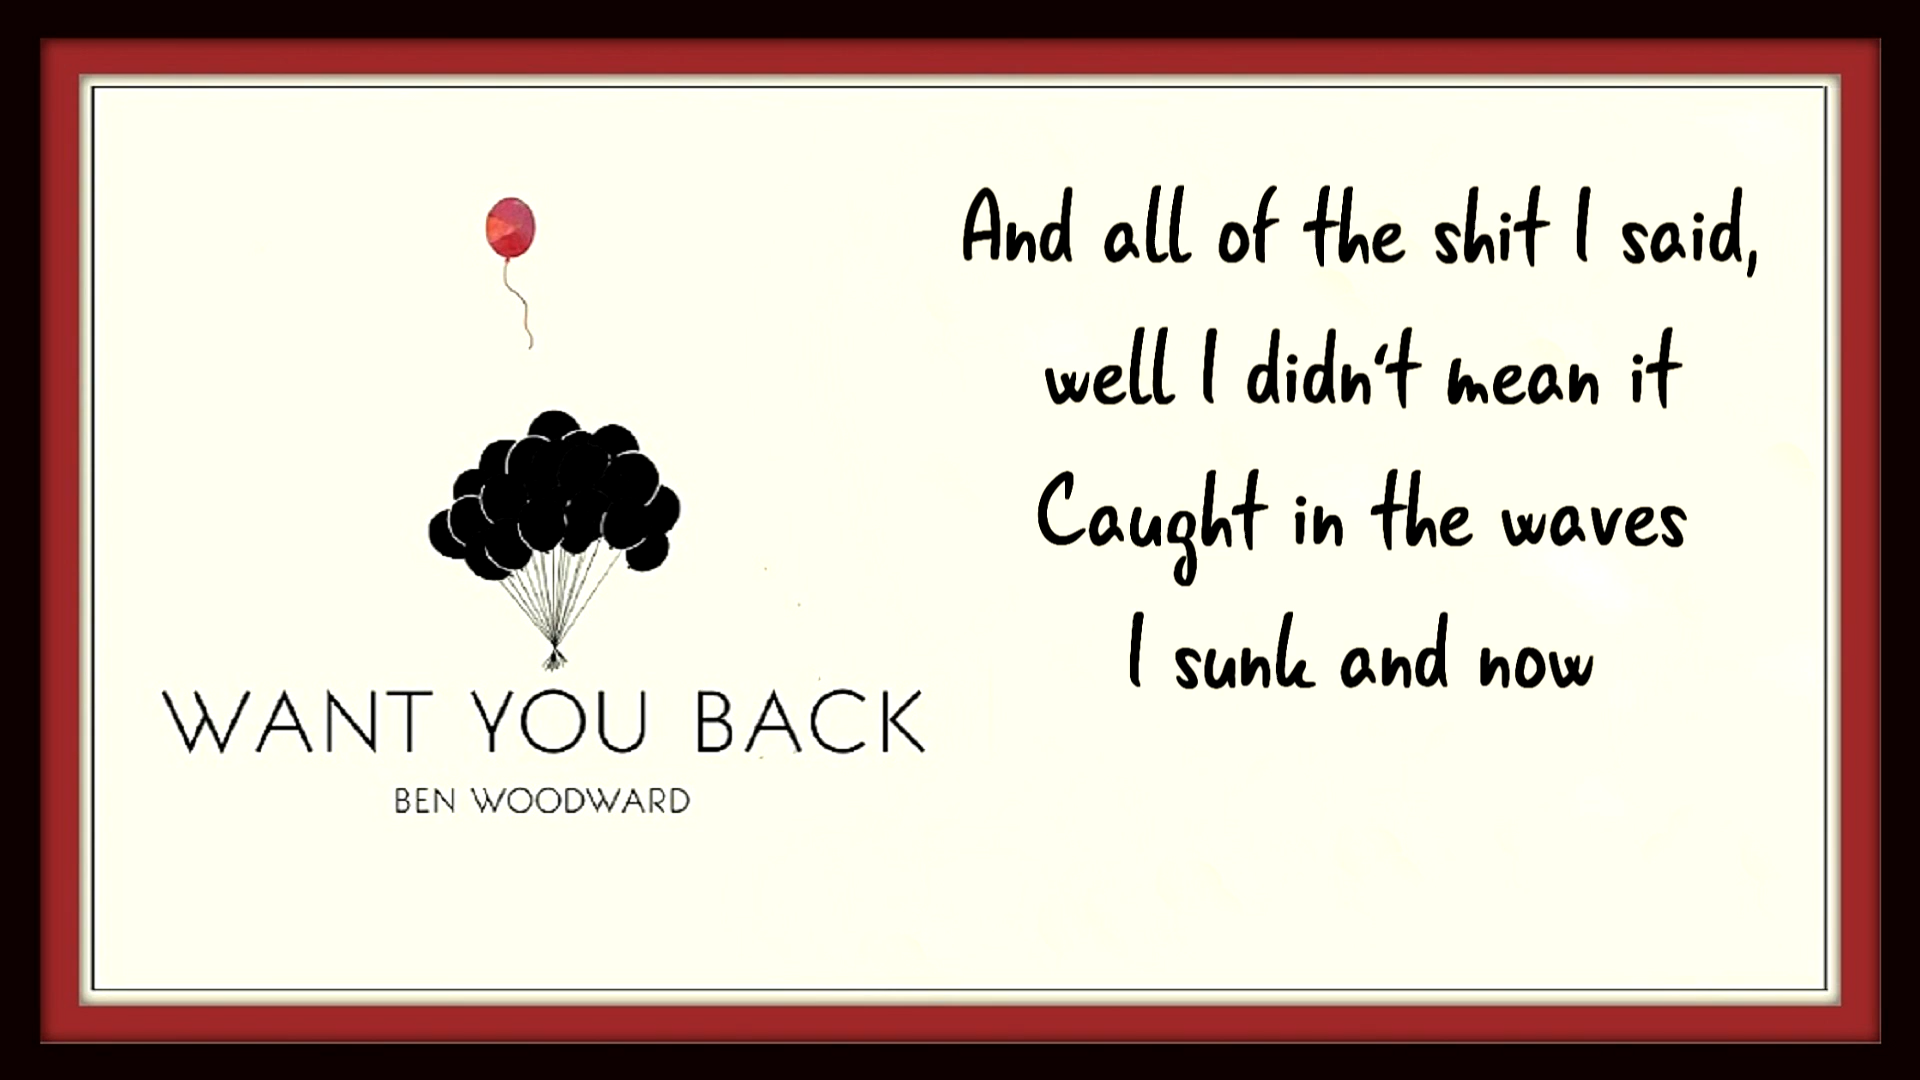 And all of the shit I said,
well I didn't mean it
Caught in the waves
I sunk and now
WANT YOU BACK
BEN WOODWARD